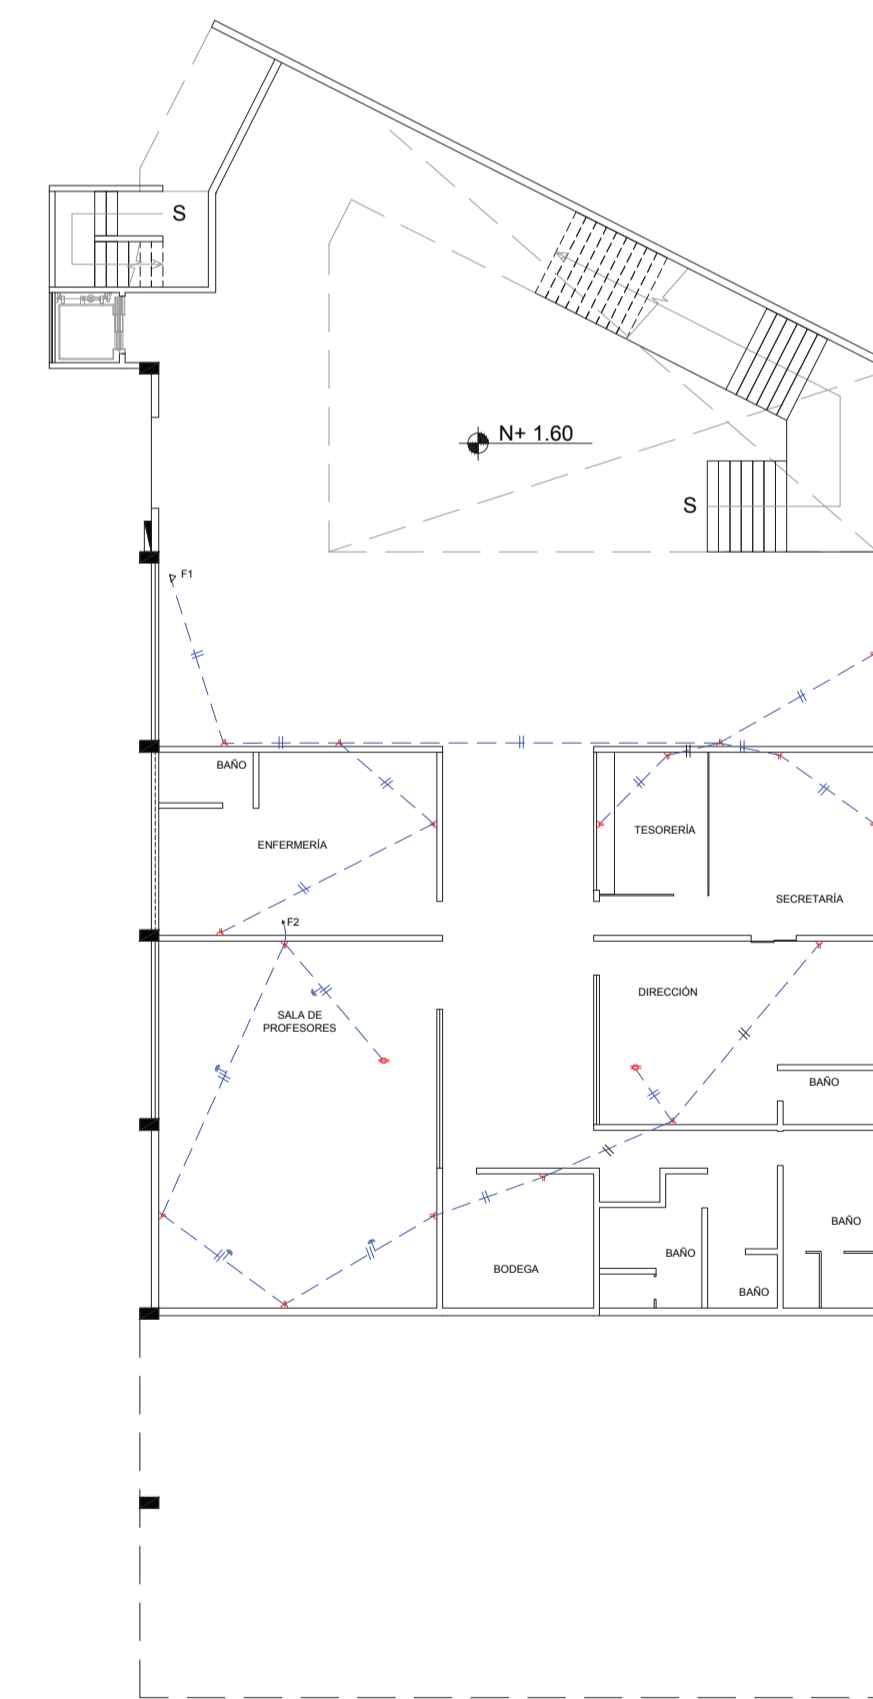 S
N+ 1.60
S
F1
BAÑO
ENFERMERÍA
TESORERÍA
SECRETARÍA
F2
DIRECCIÓN
SALA DE
PROFESORES
BAÑO
BAÑO
BAÑO
BODEGA
BAÑO